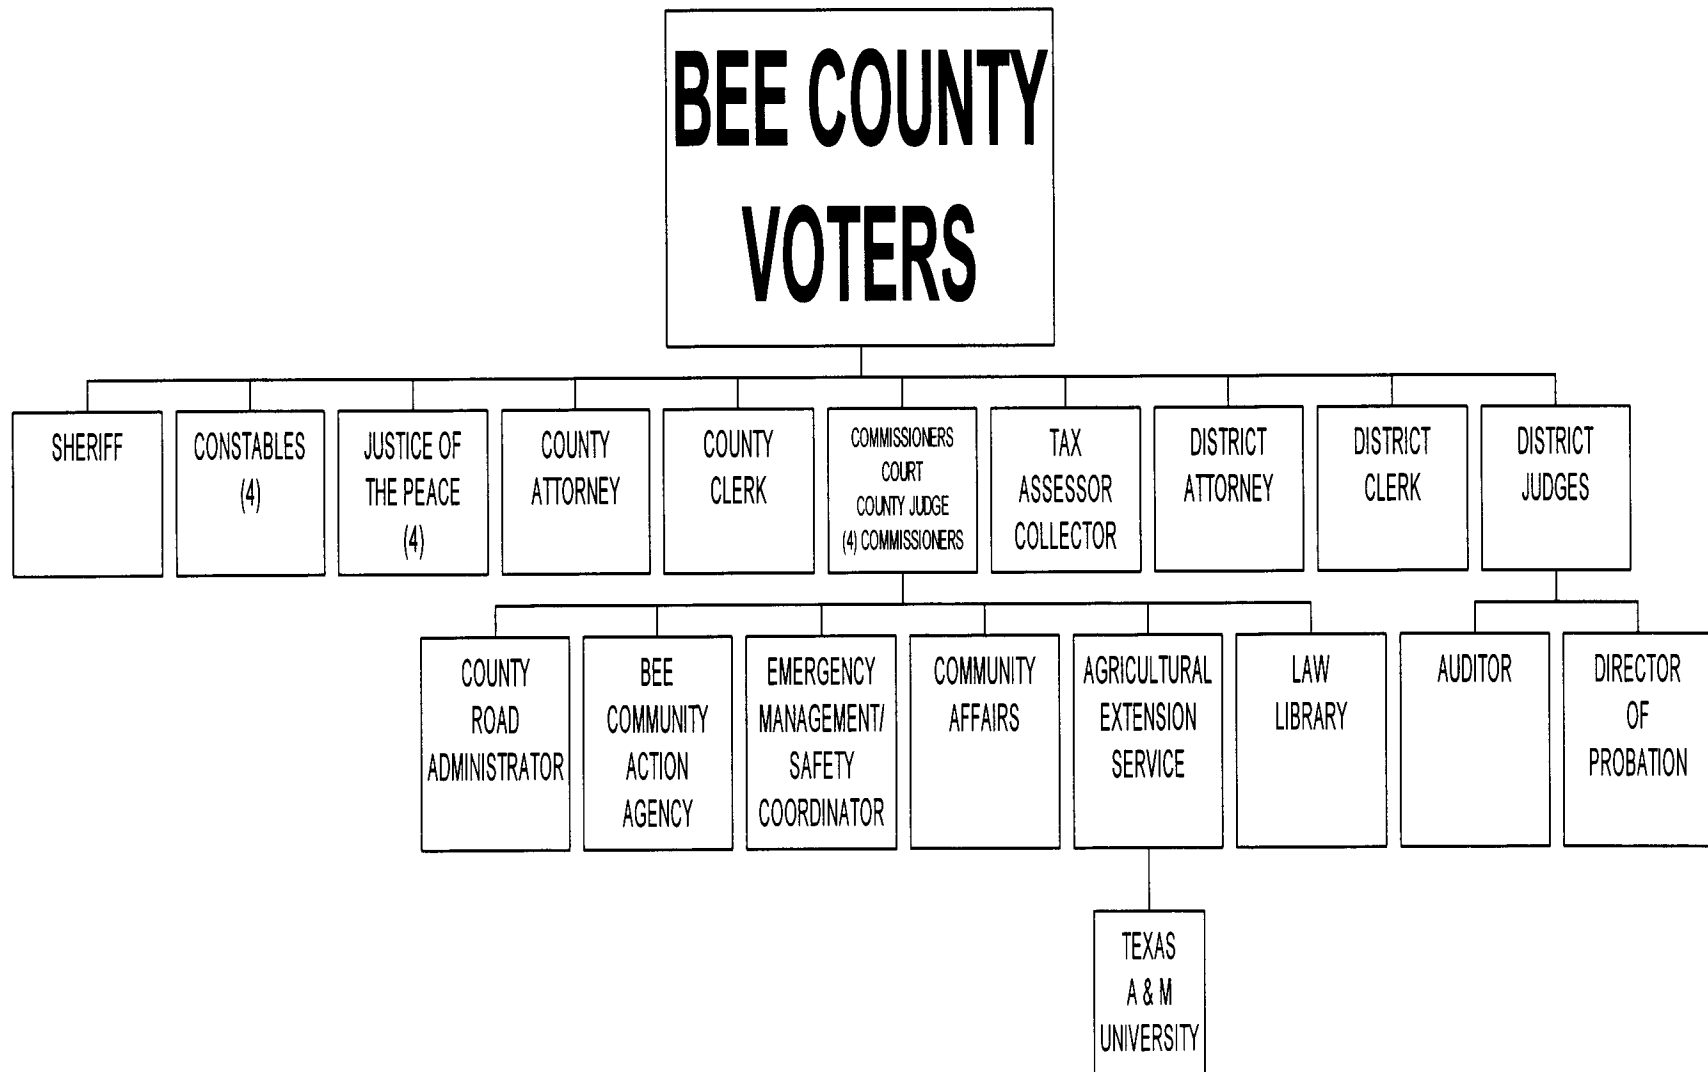 BEE COUNTY
VOTERS
SHERIFF
CONSTABLES
(4)
JUSTICE OF
THE PEACE
(4)
COUNTY
ATTORNEY
COUNTY
CLERK
COMMISSIONERS
COURT
COUNTY JUDGE
(4) COMMISSIONERS
TAX
ASSESSOR
COLLECTOR
DISTRICT
ATTORNEY
DISTRICT
CLERK
DISTRICT
JUDGES
COUNTY
ROAD
ADMINISTRATOR
BEE
COMMUNITY
ACTION
AGENCY
EMERGENCY
MANAGEMENT/
SAFETY
COORDINATOR
COMMUNITY
AFFAIRS
AGRICULTURAL
EXTENSION
SERVICE
LAW
LIBRARY
AUDITOR
DIRECTOR
OF
PROBATION
TEXAS
A & M
UNIVERSITY